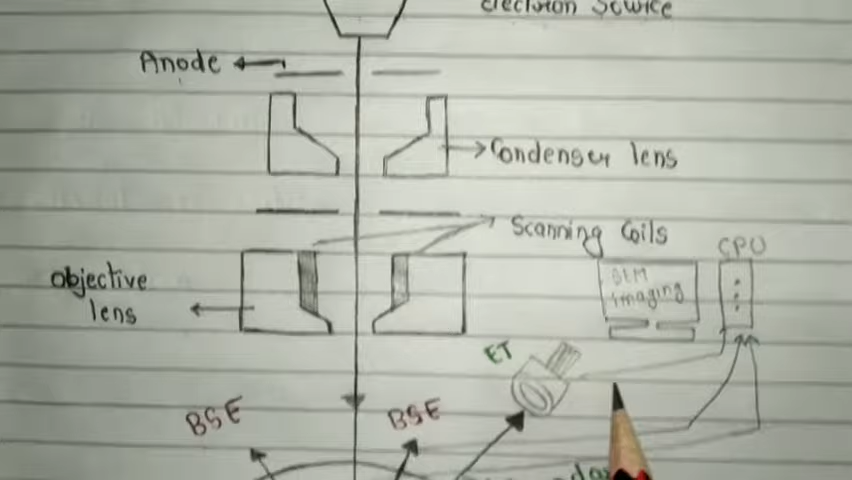 Anode
Condenser lens
Scanning Coils
CPU
SEM
imaging
Objective
lens
ET
BSE
BSE